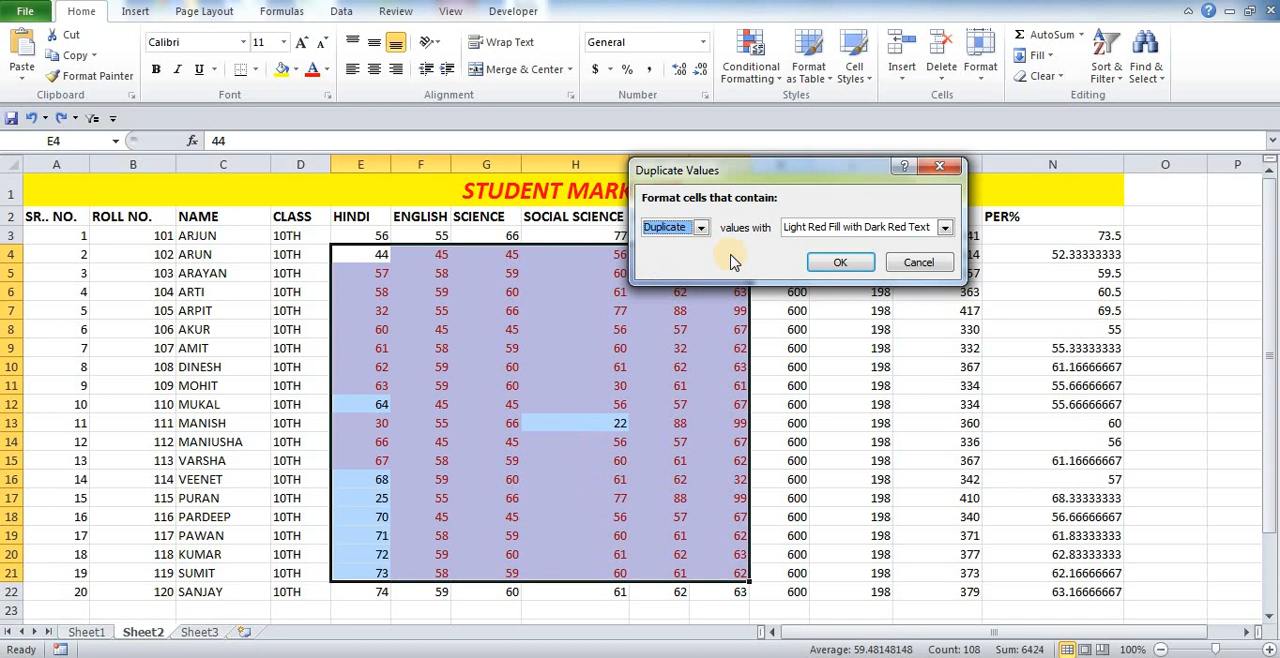 File Home Insert Page Layout Formulas Data Review View Developer
Cut
Copy
Format Painter
Paste
Clipboard
Calibri 11
B I U
Font
Wrap Text
Merge & Center
Alignment
General
$ % ,
Number
Conditional Formatting
Format as Table
Cell Styles
Styles
Insert Delete Format
Cells
AutoSum
Fill
Clear
Sort & Filter
Find & Select
Editing
E4 fx 44
A B C D E F G H N O P
1 STUDENT MARK
2 SR.. NO. ROLL NO. NAME CLASS HINDI ENGLISH SCIENCE SOCIAL SCIENCE PER%
3 1 101 ARJUN 10TH 56 55 66 77 41 73.5
4 2 102 ARUN 10TH 44 45 45 56 14 52.33333333
5 3 103 ARAYAN 10TH 57 58 59 60 57 59.5
6 4 104 ARTI 10TH 58 59 60 61 62 63 600 198 363 60.5
7 5 105 ARPIT 10TH 32 55 66 77 88 99 600 198 417 69.5
8 6 106 AKUR 10TH 60 45 45 56 57 67 600 198 330 55
9 7 107 AMIT 10TH 61 58 59 60 32 62 600 198 332 55.33333333
10 8 108 DINESH 10TH 62 59 60 61 62 63 600 198 367 61.16666667
11 9 109 MOHIT 10TH 63 59 60 30 61 61 600 198 334 55.66666667
12 10 110 MUKAL 10TH 64 45 45 56 57 67 600 198 334 55.66666667
13 11 111 MANISH 10TH 30 55 66 22 88 99 600 198 360 60
14 12 112 MANIUSHA 10TH 66 45 45 56 57 67 600 198 336 56
15 13 113 VARSHA 10TH 67 58 59 60 61 62 600 198 367 61.16666667
16 14 114 VEENET 10TH 68 59 60 61 62 32 600 198 342 57
17 15 115 PURAN 10TH 25 55 66 77 88 99 600 198 410 68.33333333
18 16 116 PARDEEP 10TH 70 45 45 56 57 67 600 198 340 56.66666667
19 17 117 PAWAN 10TH 71 58 59 60 61 62 600 198 371 61.83333333
20 18 118 KUMAR 10TH 72 59 60 61 62 63 600 198 377 62.83333333
21 19 119 SUMIT 10TH 73 58 59 60 61 62 600 198 373 62.16666667
22 20 120 SANJAY 10TH 74 59 60 61 62 63 600 198 379 63.16666667
23
Duplicate Values
Format cells that contain:
Duplicate values with Light Red Fill with Dark Red Text
OK Cancel
Sheet1 Sheet2 Sheet3
Ready Average: 59.48148148 Count: 108 Sum: 6424 100%